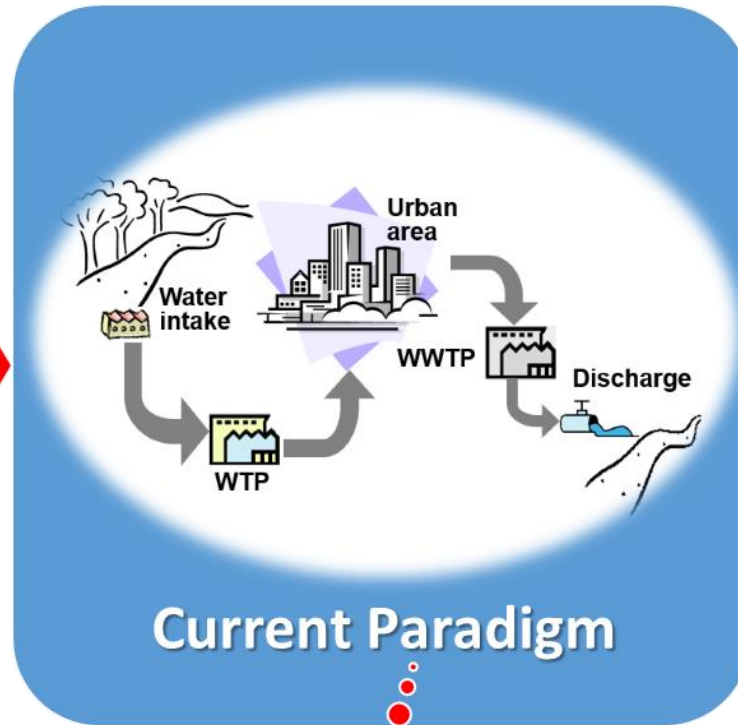 Urban
area
Water
intake
WWTP
Discharge
WTP
Current Paradigm